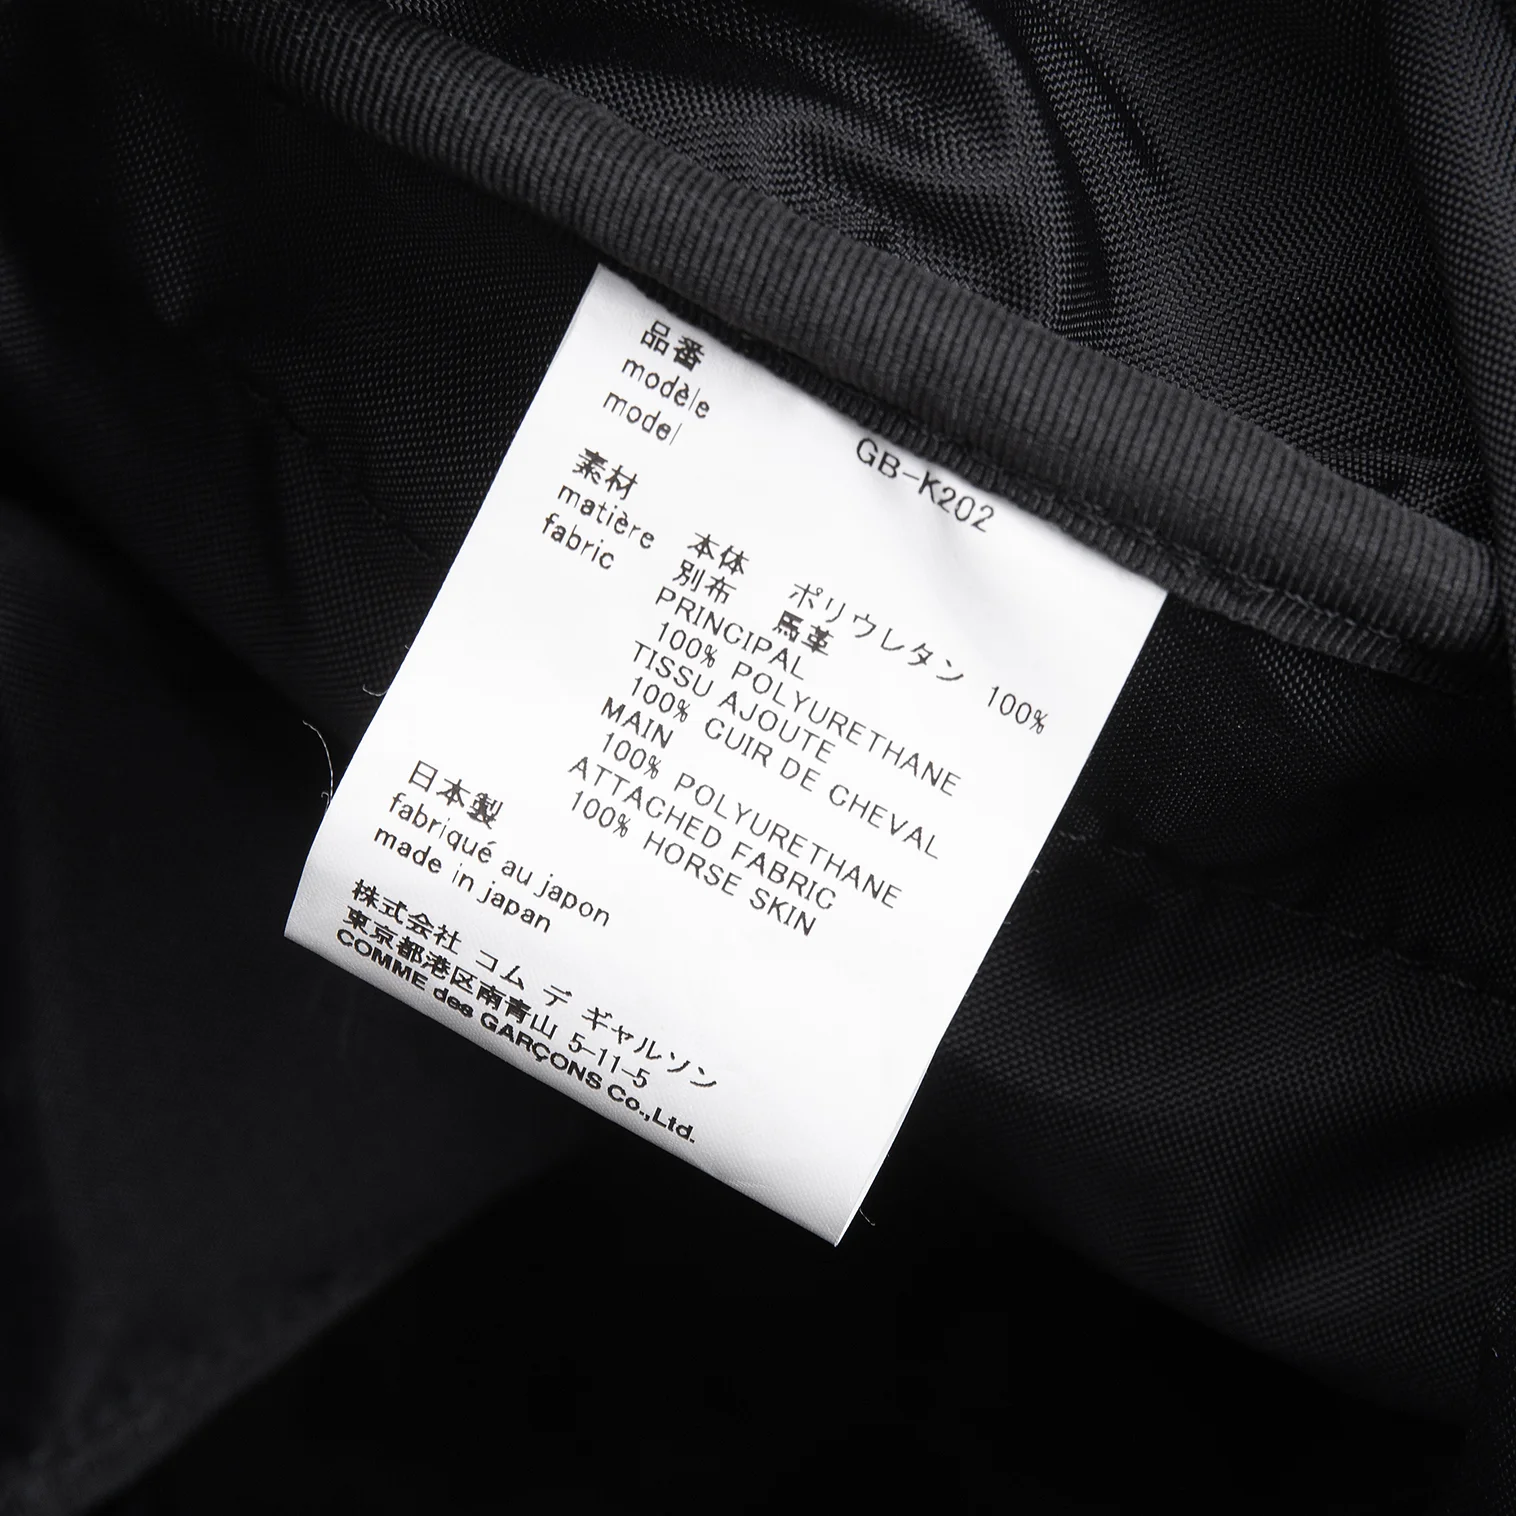 品番
modèle
model
GB-K202
素材
matière
fabric
本体 ポリウレタン 100%
別布 馬革
PRINCIPAL
100% POLYURETHANE
TISSU AJOUTE
100% CUIR DE CHEVAL
MAIN
100% POLYURETHANE
ATTACHED FABRIC
100% HORSE SKIN
日本製
fabriqué au japon
made in japan
株式会社 コム デ ギャルソン
東京都港区南青山 5-11-5
COMME des GARÇONS Co.,Ltd.